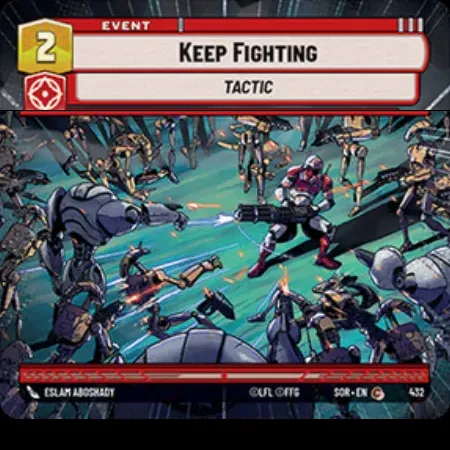 EVENT
2
KEEP FIGHTING
TACTIC
ESLAM ABOSHADY
©LFL ©FFG
SOR • EN C
432